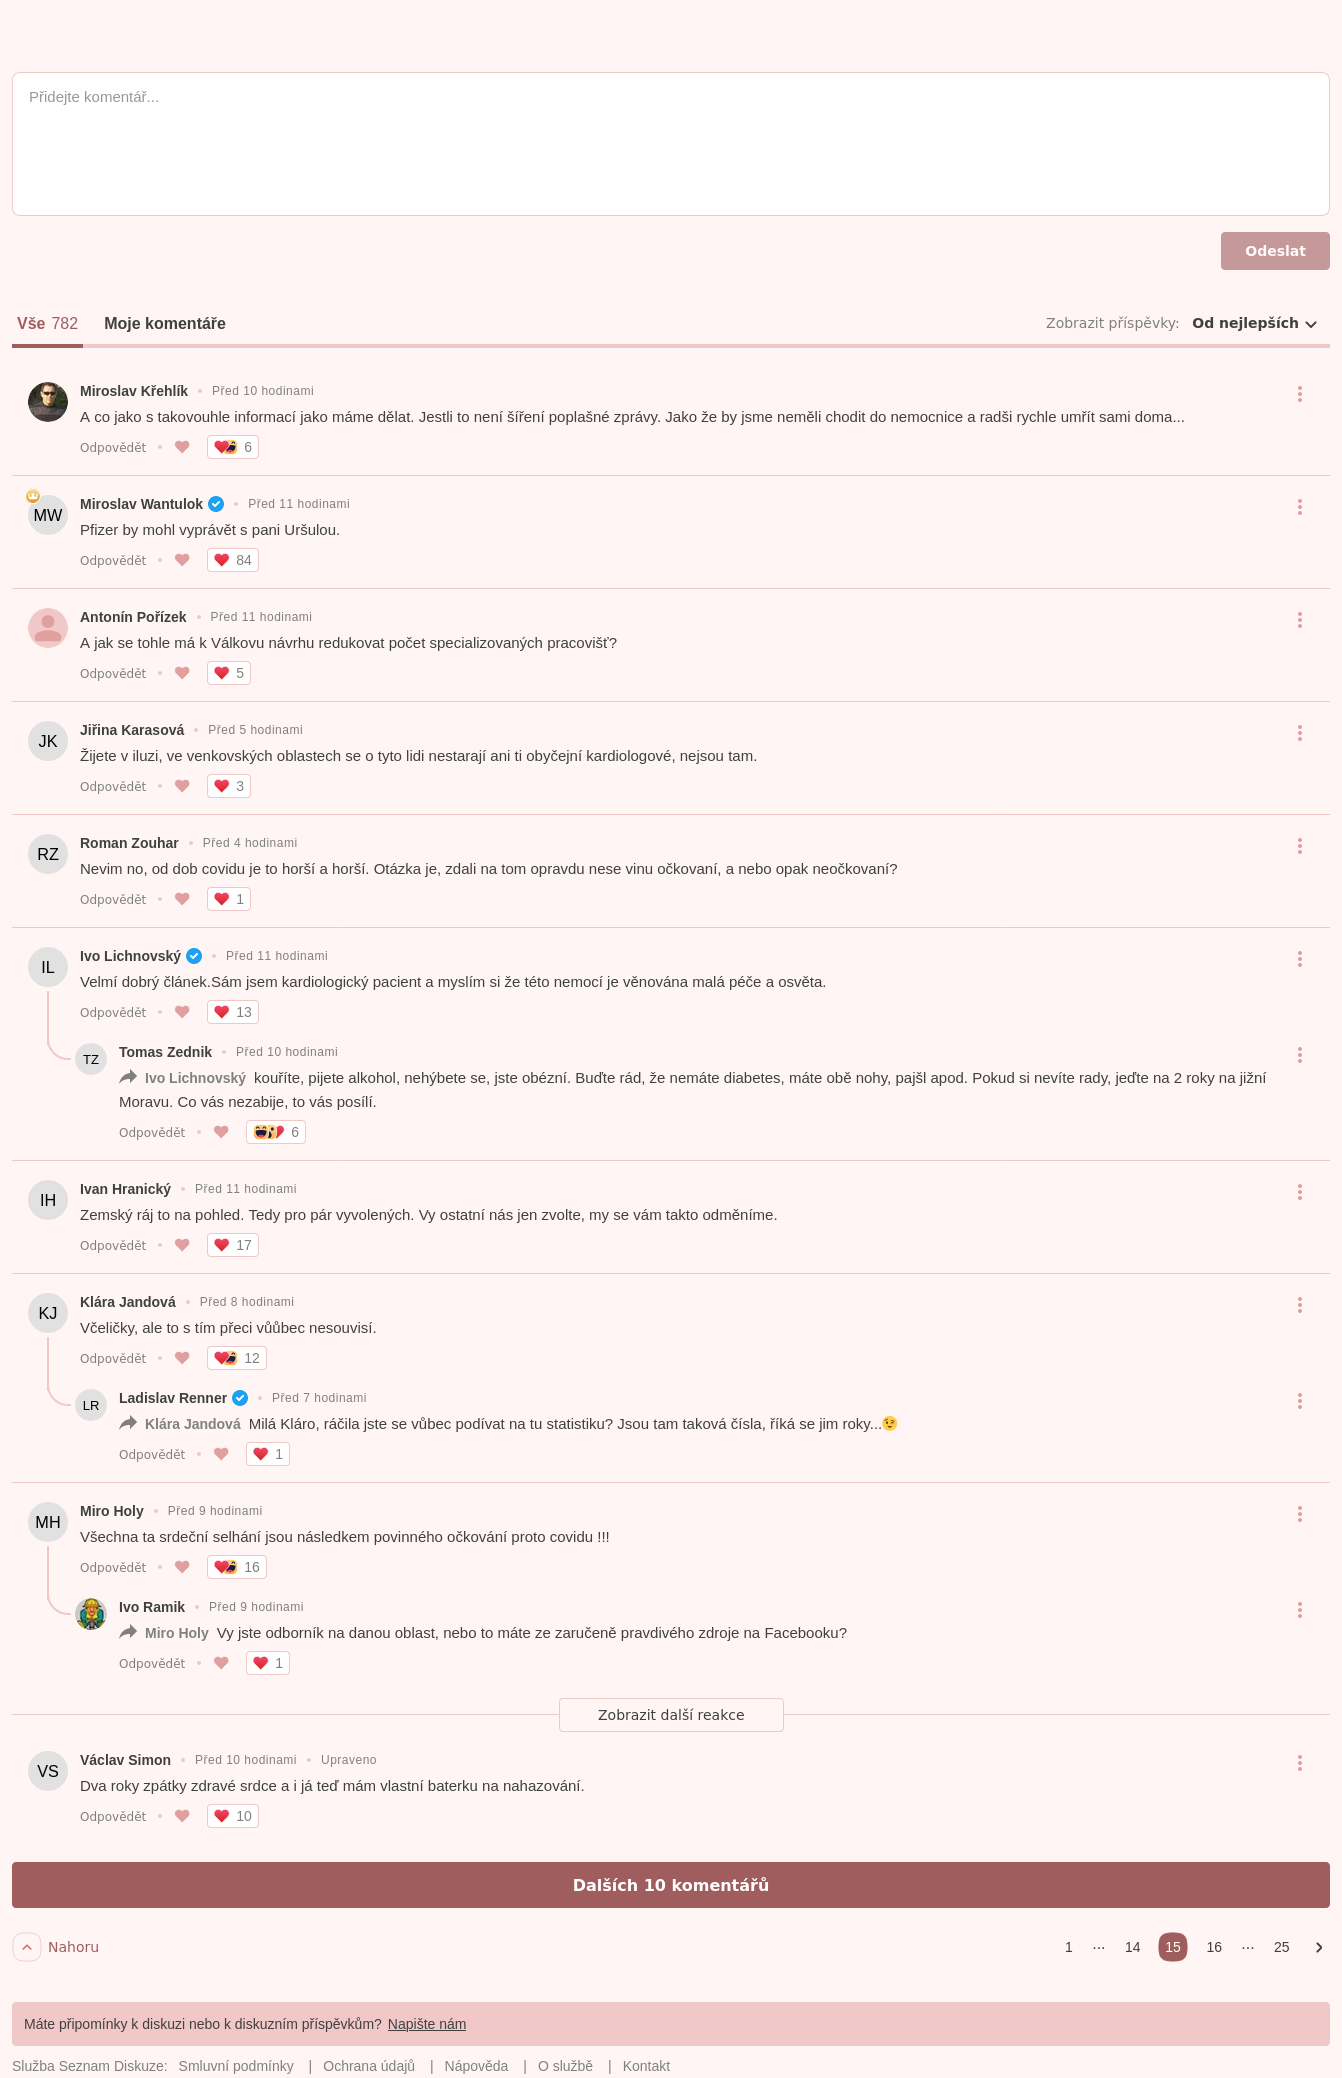 Přidejte komentář...
Odeslat
Vše 782 Moje komentáře Zobrazit příspěvky: Od nejlepších
Miroslav Křehlík • Před 10 hodinami
A co jako s takovouhle informací jako máme dělat. Jestli to není šíření poplašné zprávy. Jako že by jsme neměli chodit do nemocnice a radši rychle umřít sami doma...
Odpovědět • 6
MW Miroslav Wantulok • Před 11 hodinami
Pfizer by mohl vyprávět s pani Uršulou.
Odpovědět • 84
Antonín Pořízek • Před 11 hodinami
A jak se tohle má k Válkovu návrhu redukovat počet specializovaných pracovišť?
Odpovědět • 5
JK Jiřina Karasová • Před 5 hodinami
Žijete v iluzi, ve venkovských oblastech se o tyto lidi nestarají ani ti obyčejní kardiologové, nejsou tam.
Odpovědět • 3
RZ Roman Zouhar • Před 4 hodinami
Nevim no, od dob covidu je to horší a horší. Otázka je, zdali na tom opravdu nese vinu očkovaní, a nebo opak neočkovaní?
Odpovědět • 1
IL Ivo Lichnovský • Před 11 hodinami
Velmí dobrý článek.Sám jsem kardiologický pacient a myslím si že této nemocí je věnována malá péče a osvěta.
Odpovědět • 13
TZ Tomas Zednik • Před 10 hodinami
Ivo Lichnovský kouříte, pijete alkohol, nehýbete se, jste obézní. Buďte rád, že nemáte diabetes, máte obě nohy, pajšl apod. Pokud si nevíte rady, jeďte na 2 roky na jižní
Moravu. Co vás nezabije, to vás posílí.
Odpovědět • 6
IH Ivan Hranický • Před 11 hodinami
Zemský ráj to na pohled. Tedy pro pár vyvolených. Vy ostatní nás jen zvolte, my se vám takto odměníme.
Odpovědět • 17
KJ Klára Jandová • Před 8 hodinami
Včeličky, ale to s tím přeci vůůbec nesouvisí.
Odpovědět • 12
LR Ladislav Renner • Před 7 hodinami
Klára Jandová Milá Kláro, ráčila jste se vůbec podívat na tu statistiku? Jsou tam taková čísla, říká se jim roky...😉
Odpovědět • 1
MH Miro Holy • Před 9 hodinami
Všechna ta srdeční selhání jsou následkem povinného očkování proto covidu !!!
Odpovědět • 16
Ivo Ramik • Před 9 hodinami
Miro Holy Vy jste odborník na danou oblast, nebo to máte ze zaručeně pravdivého zdroje na Facebooku?
Odpovědět • 1
Zobrazit další reakce
VS Václav Simon • Před 10 hodinami • Upraveno
Dva roky zpátky zdravé srdce a i já teď mám vlastní baterku na nahazování.
Odpovědět • 10
Dalších 10 komentářů
Nahoru 1 ··· 14 15 16 ··· 25
Máte připomínky k diskuzi nebo k diskuzním příspěvkům? Napište nám
Služba Seznam Diskuze: Smluvní podmínky | Ochrana údajů | Nápověda | O službě | Kontakt